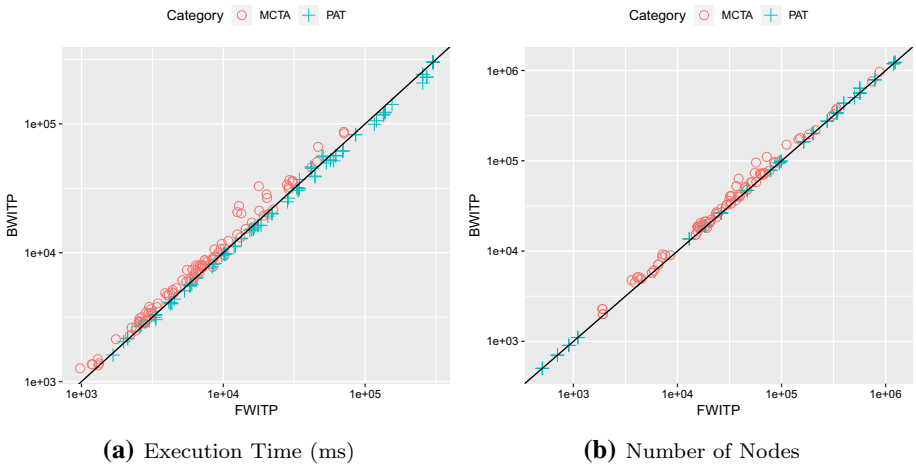 Category MCTA PAT
BWITP
1e+05
1e+04
1e+03
1e+03 1e+04 1e+05
FWITP
(a) Execution Time (ms)
Category MCTA PAT
BWITP
1e+06
1e+05
1e+04
1e+03
1e+03 1e+04 1e+05 1e+06
FWITP
(b) Number of Nodes